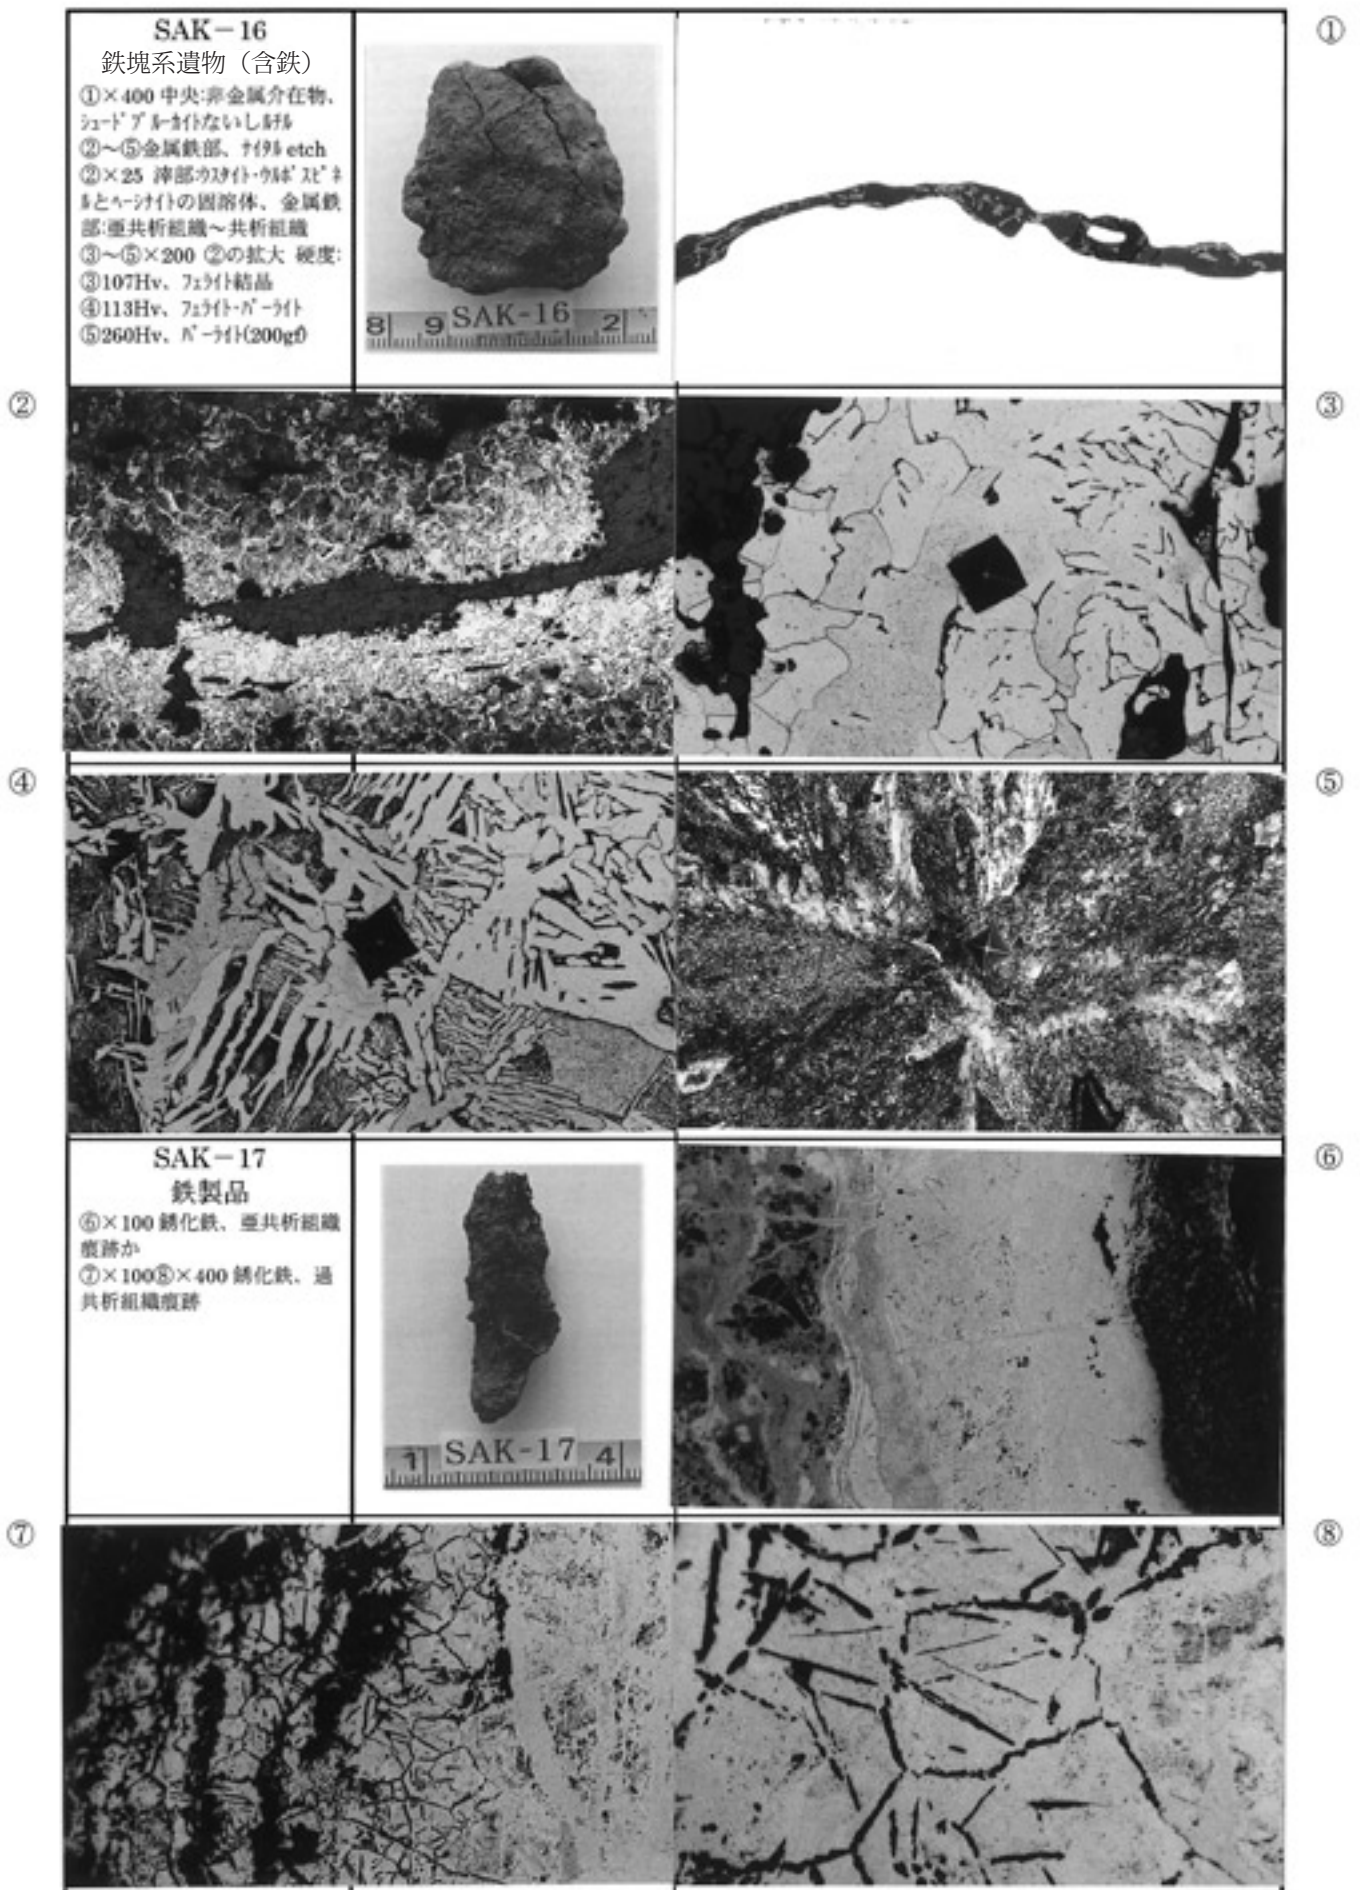 SAK－16
鉄塊系遺物（含鉄）
①×400 中央:非金属介在物、
ｼｭｰﾄﾞﾌﾞﾙｰｶｲﾄないしﾙﾁﾙ
②～⑤金属鉄部、ﾅｲﾀﾙ etch
②×25 滓部:ｳｽﾀｲﾄ・ｳﾙﾎﾞｽﾋﾟﾈ
ﾙとﾍｰｼﾅｲﾄの固溶体、金属鉄
部:亜共析組織～共析組織
③～⑤×200 ②の拡大 硬度:
③107Hv、ﾌｪﾗｲﾄ結晶
④113Hv、ﾌｪﾗｲﾄ・ﾊﾟｰﾗｲﾄ
⑤260Hv、ﾊﾟｰﾗｲﾄ(200gf)
8 9 SAK-16 2
①
②
③
④
⑤
SAK－17
鉄製品
⑥×100 錆化鉄、亜共析組織
痕跡か
⑦×100⑧×400 錆化鉄、過
共析組織痕跡
1 SAK-17 4
⑥
⑦
⑧